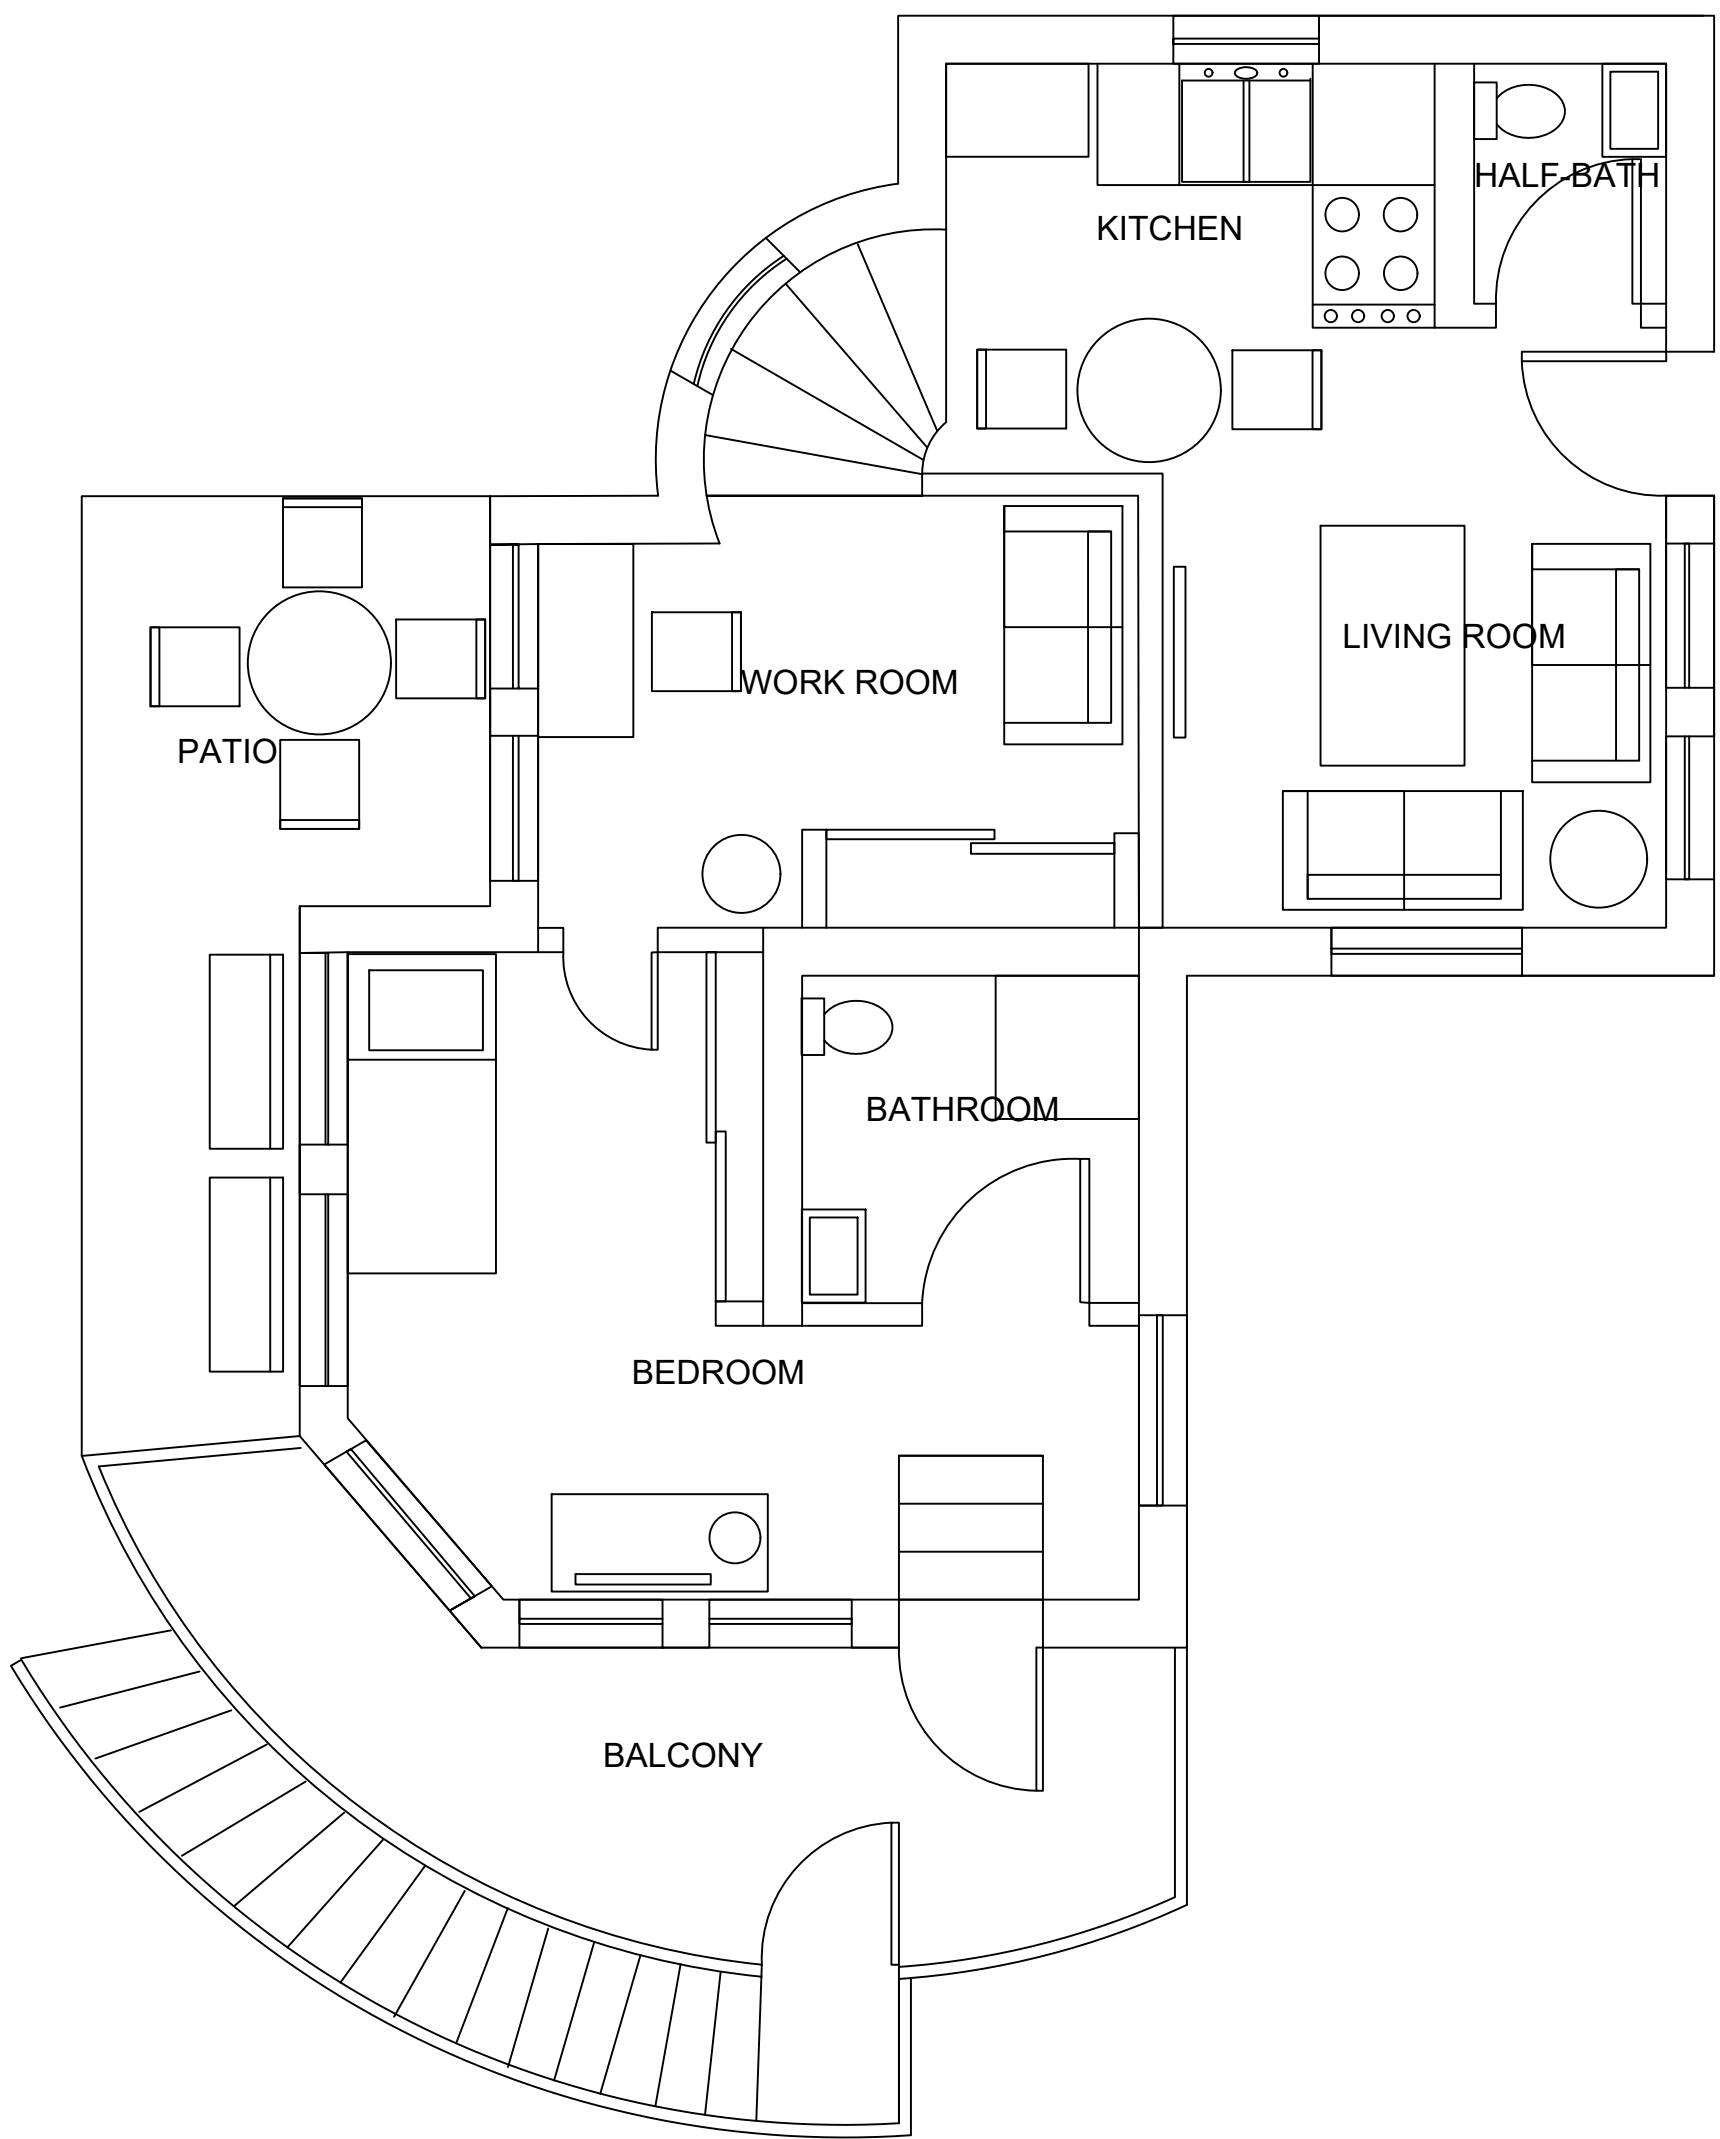 HALF-BATH
KITCHEN
LIVING ROOM
WORK ROOM
PATIO
BATHROOM
BEDROOM
BALCONY